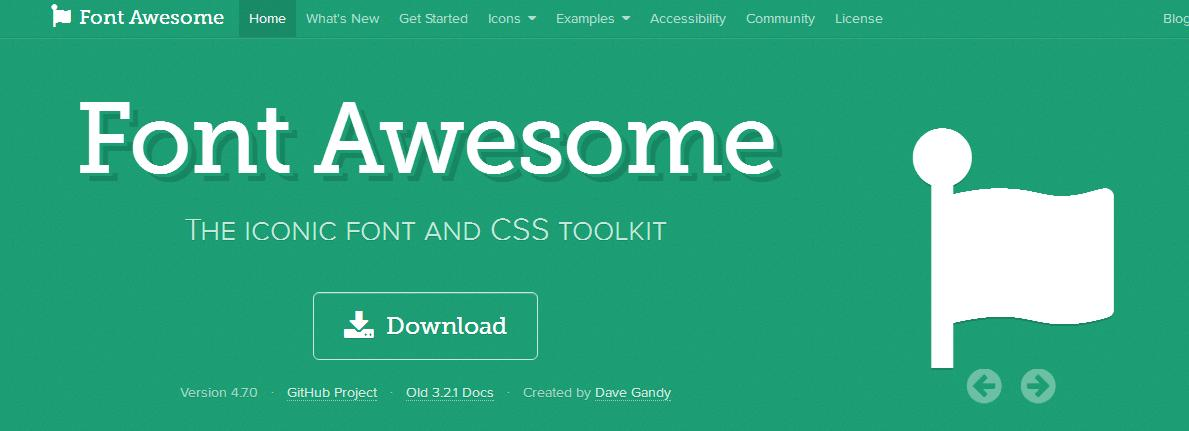 Font Awesome Home What's New Get Started Icons Examples Accessibility Community License Blog
Font Awesome
The iconic font and CSS toolkit
Download
Version 4.7.0 · GitHub Project · Old 3.2.1 Docs · Created by Dave Gandy